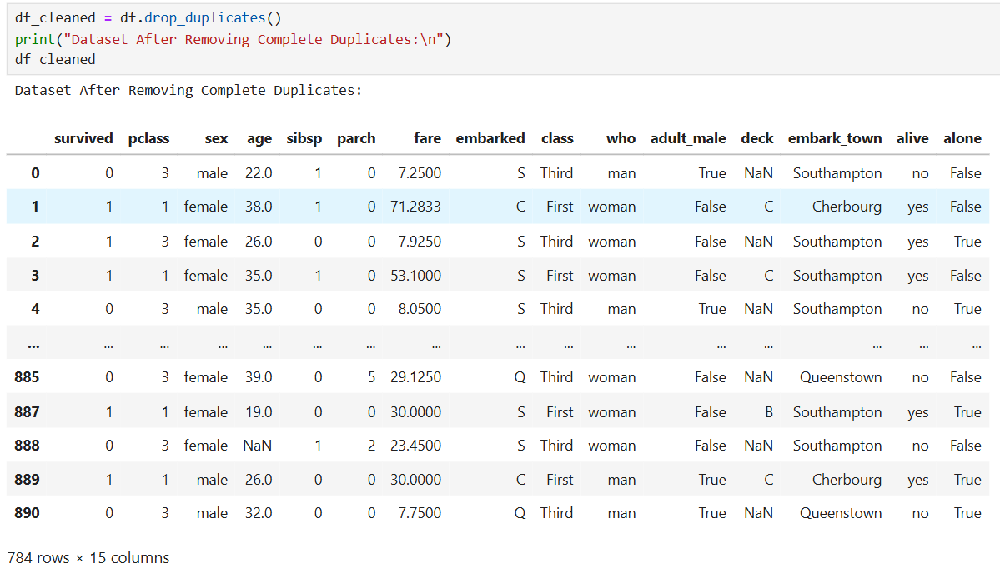 df_cleaned = df.drop_duplicates()
print("Dataset After Removing Complete Duplicates:\n")
df_cleaned
Dataset After Removing Complete Duplicates:
survived pclass sex age sibsp parch fare embarked class who adult_male deck embark_town alive alone
0 0 3 male 22.0 1 0 7.2500 S Third man True NaN Southampton no False
1 1 1 female 38.0 1 0 71.2833 C First woman False C Cherbourg yes False
2 1 3 female 26.0 0 0 7.9250 S Third woman False NaN Southampton yes True
3 1 1 female 35.0 1 0 53.1000 S First woman False C Southampton yes False
4 0 3 male 35.0 0 0 8.0500 S Third man True NaN Southampton no True
... ... ... ... ... ... ... ... ... ... ... ... ... ... ... ...
885 0 3 female 39.0 0 5 29.1250 Q Third woman False NaN Queenstown no False
887 1 1 female 19.0 0 0 30.0000 S First woman False B Southampton yes True
888 0 3 female NaN 1 2 23.4500 S Third woman False NaN Southampton no False
889 1 1 male 26.0 0 0 30.0000 C First man True C Cherbourg yes True
890 0 3 male 32.0 0 0 7.7500 Q Third man True NaN Queenstown no True
784 rows × 15 columns